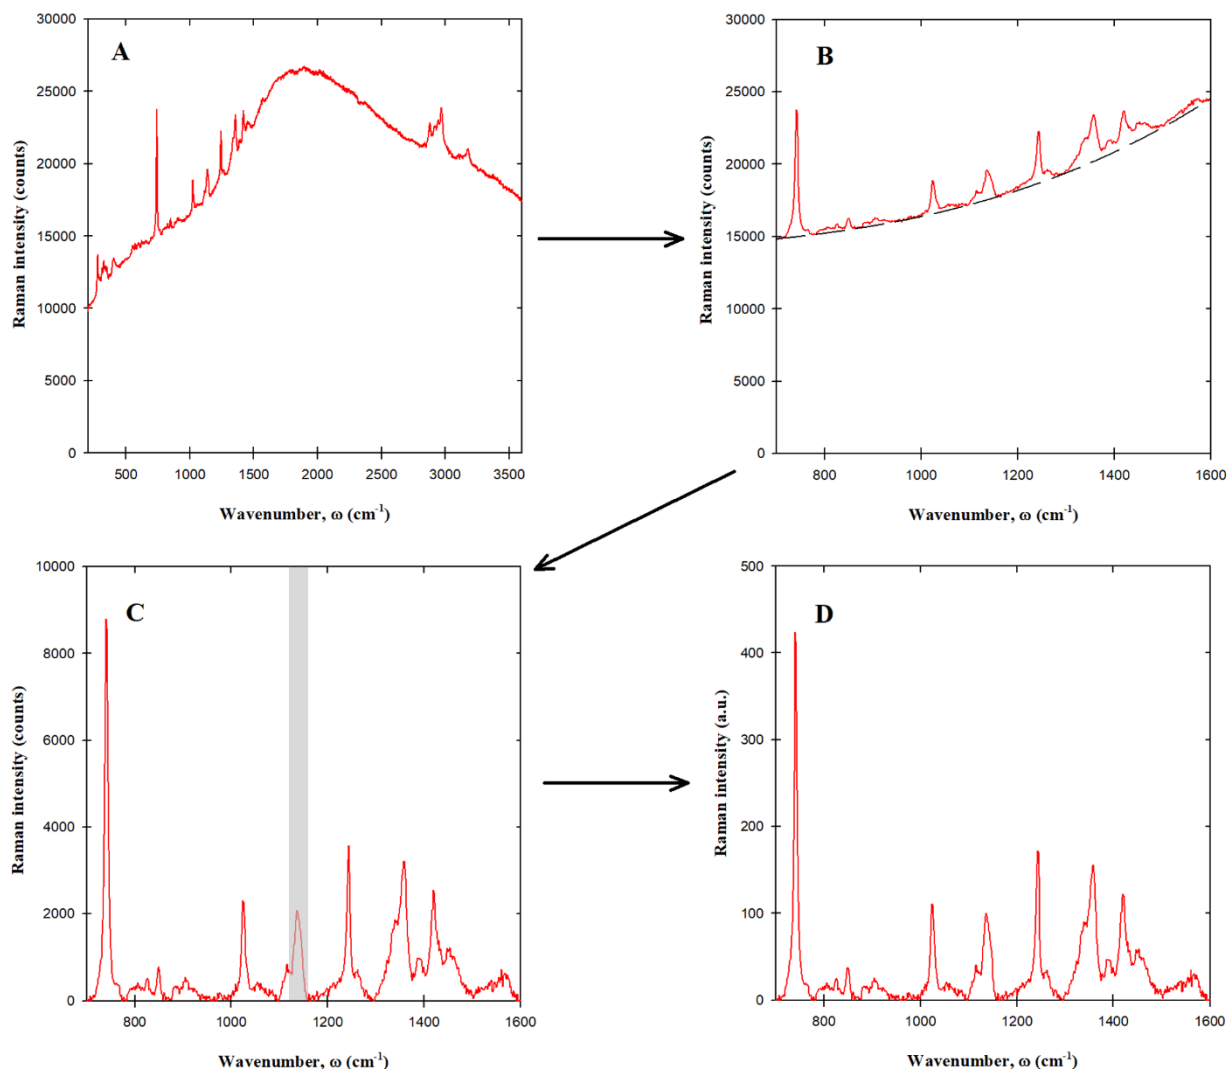 A
30000
25000
20000
15000
10000
5000
0
500 1000 1500 2000 2500 3000 3500
Raman intensity (counts)
Wavenumber, ω (cm-1)
B
30000
25000
20000
15000
10000
5000
0
800 1000 1200 1400 1600
Raman intensity (counts)
Wavenumber, ω (cm-1)
C
10000
8000
6000
4000
2000
0
800 1000 1200 1400 1600
Raman intensity (counts)
Wavenumber, ω (cm-1)
D
500
400
300
200
100
0
800 1000 1200 1400 1600
Raman intensity (a.u.)
Wavenumber, ω (cm-1)